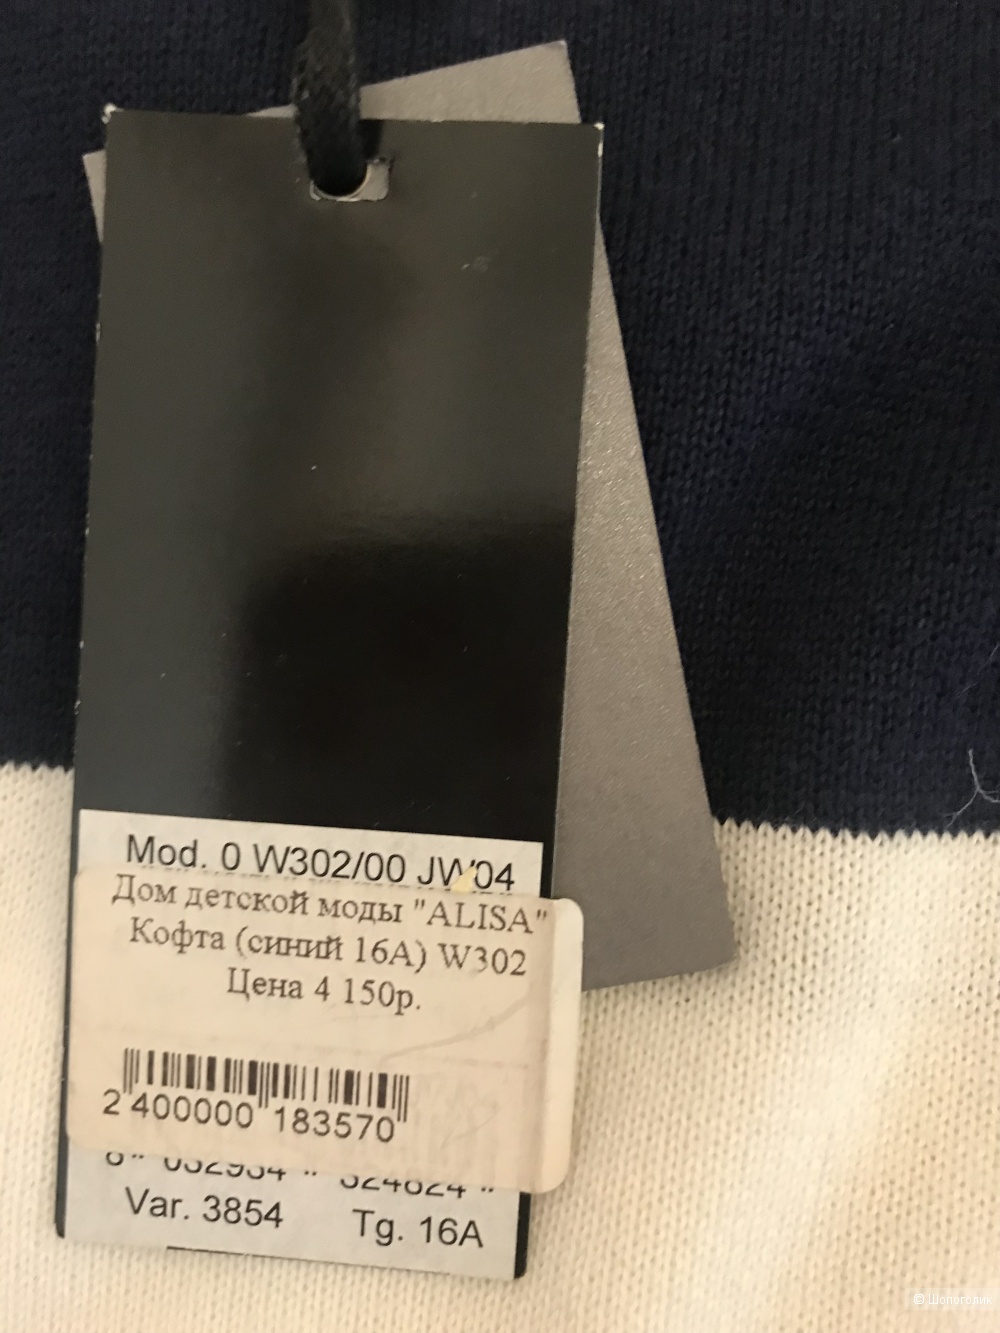 Mod. 0 W302/00 JW04
Дом детской моды "ALISA"
Кофта (синий 16A) W302
Цена 4 150р.
2 400000 183570
Var. 3854 Tg. 16A
© Шопоголик